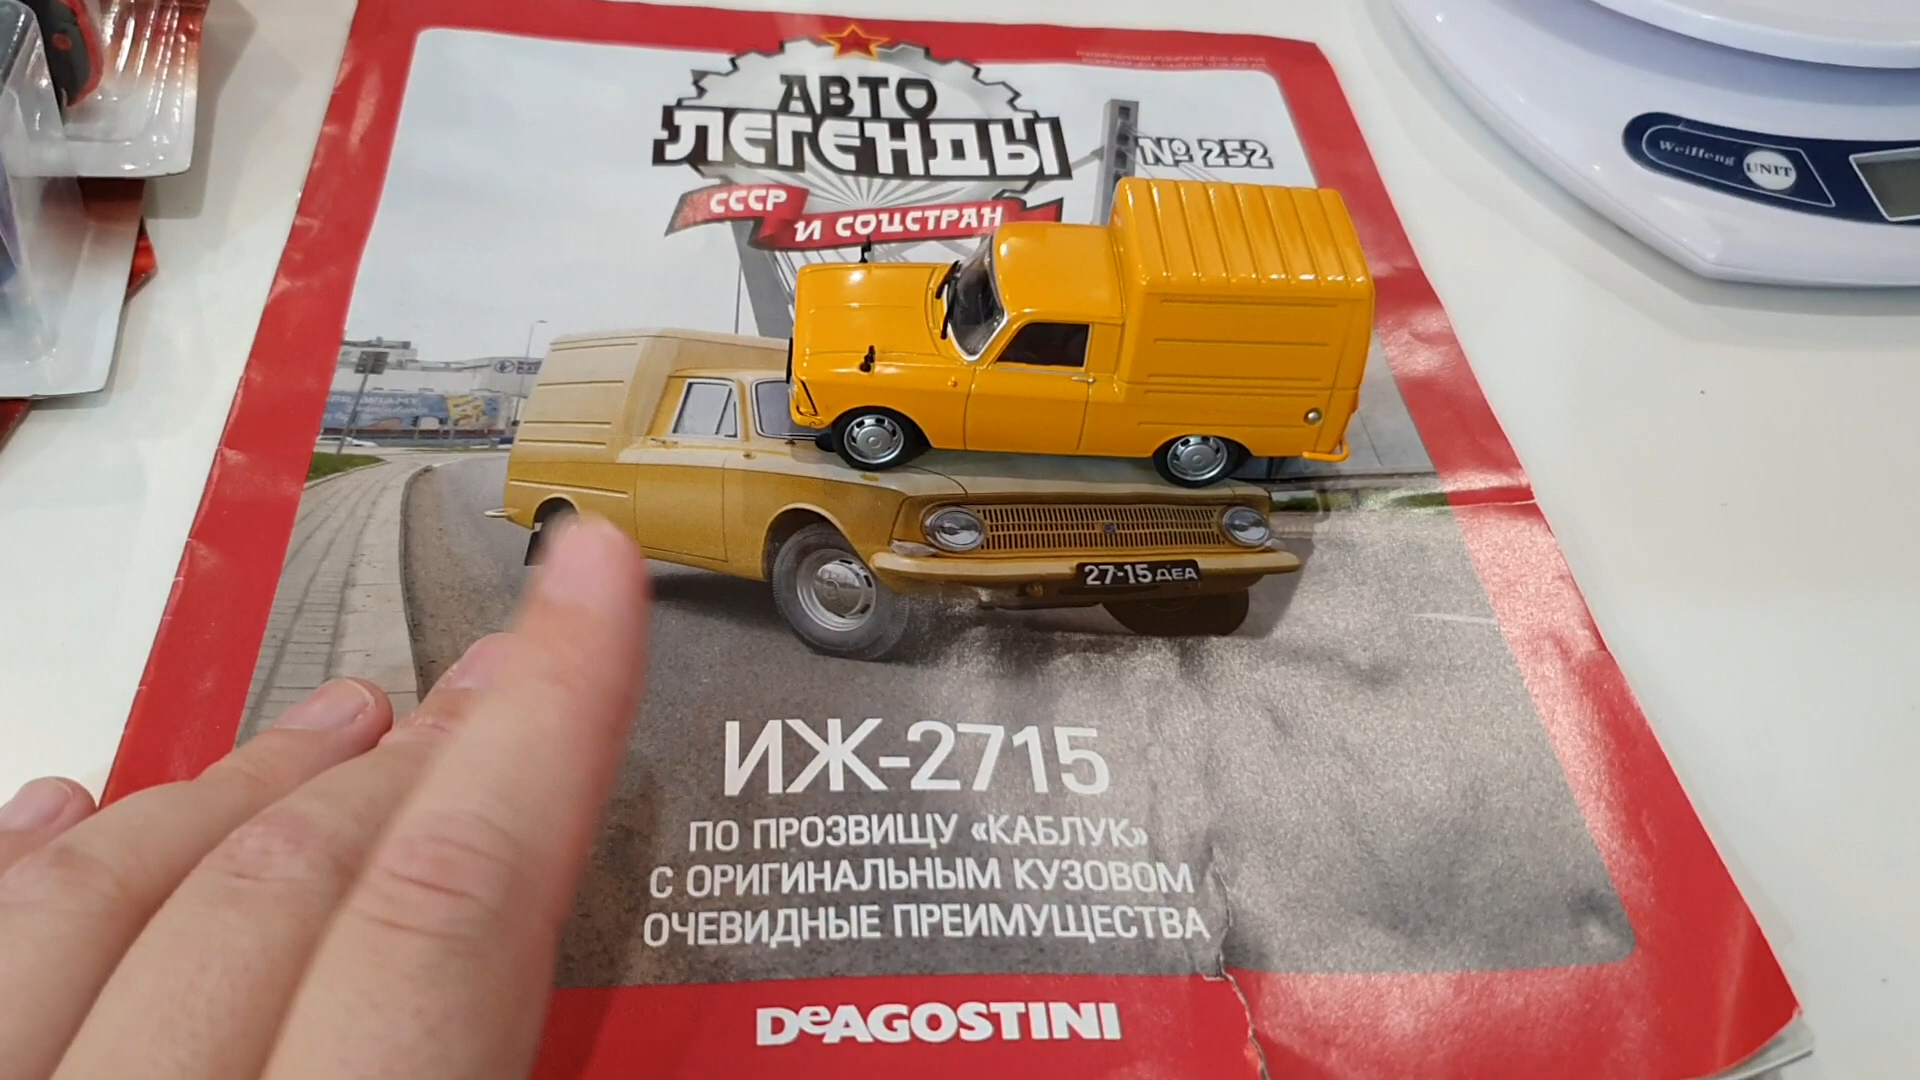 АВТО
ЛЕГЕНДЫ
СССР
И СОЦСТРАН
№ 252
WeiHeng
UNIT
27-15 ДЕА
ИЖ-2715
ПО ПРОЗВИЩУ «КАБЛУК»
С ОРИГИНАЛЬНЫМ КУЗОВОМ
ОЧЕВИДНЫЕ ПРЕИМУЩЕСТВА
DeAGOSTINI